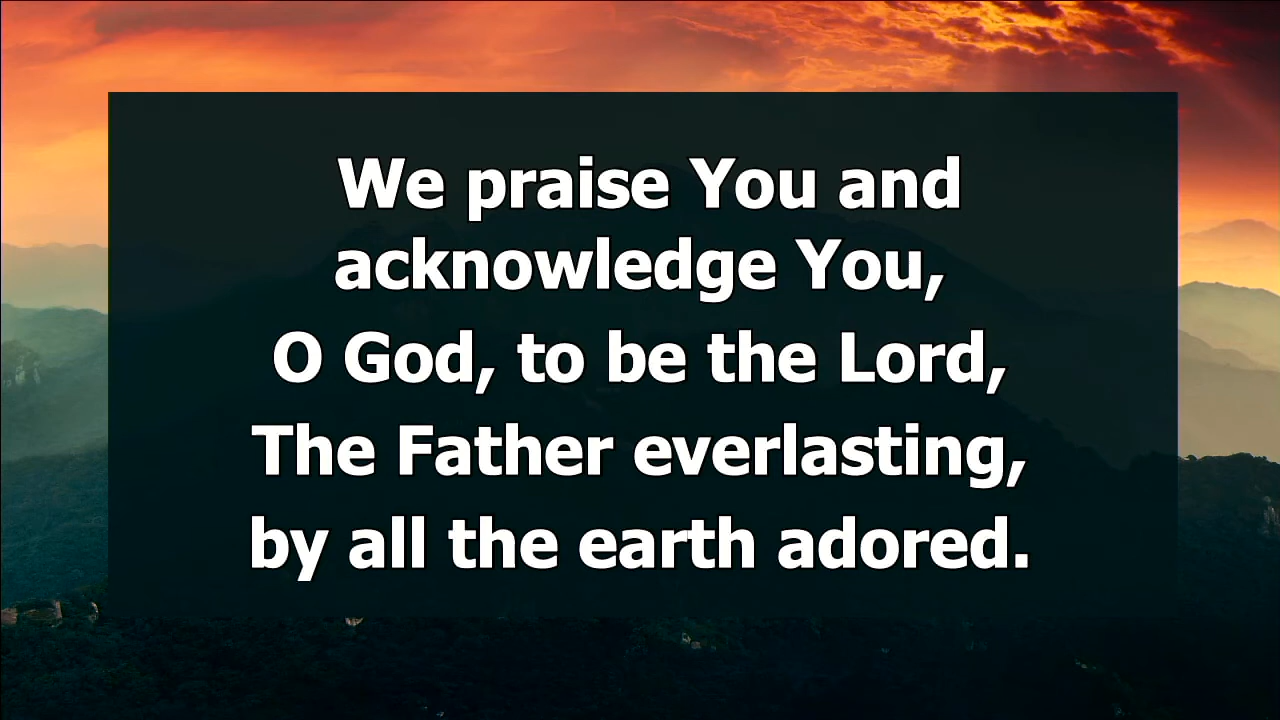 We praise You and
acknowledge You,
O God, to be the Lord,
The Father everlasting,
by all the earth adored.